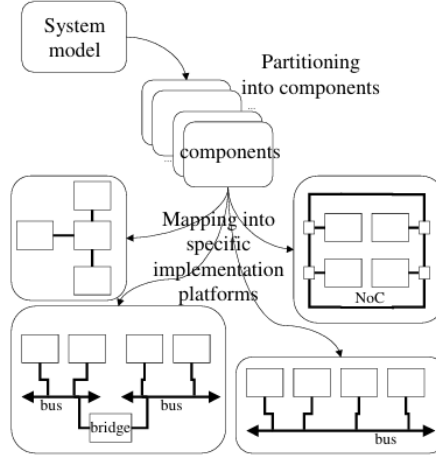 System
model
Partitioning
into components
...
...
components
Mapping into
specific
implementation
platforms
NoC
bus
bus
bridge
bus